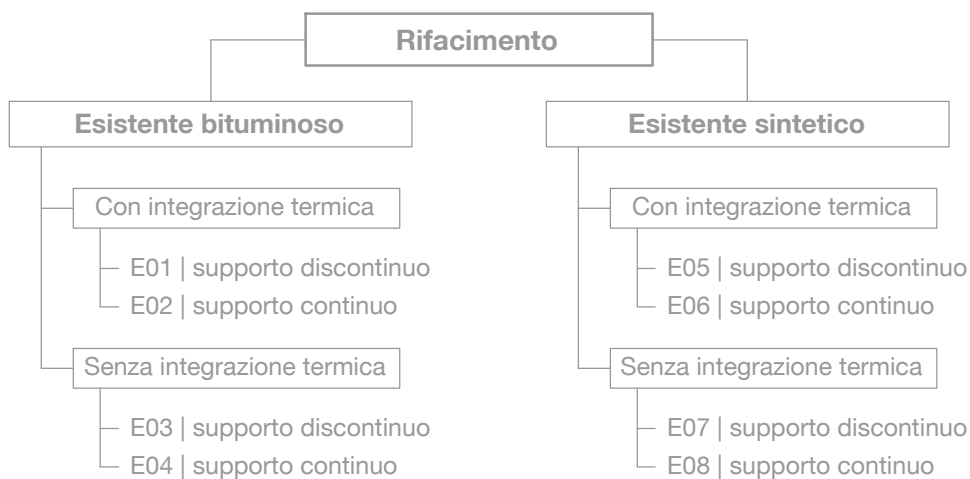 Rifacimento
Esistente bituminoso
Con integrazione termica
E01 | supporto discontinuo
E02 | supporto continuo
Senza integrazione termica
E03 | supporto discontinuo
E04 | supporto continuo
Esistente sintetico
Con integrazione termica
E05 | supporto discontinuo
E06 | supporto continuo
Senza integrazione termica
E07 | supporto discontinuo
E08 | supporto continuo